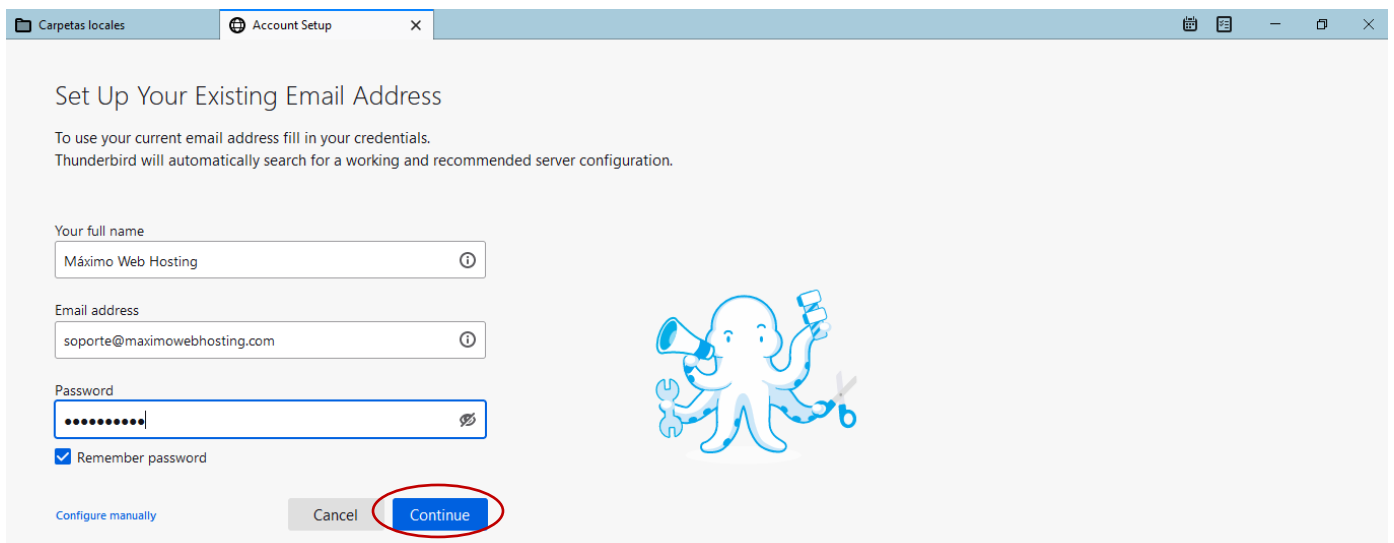 Carpetas locales
Account Setup
Set Up Your Existing Email Address
To use your current email address fill in your credentials.
Thunderbird will automatically search for a working and recommended server configuration.
Your full name
Máximo Web Hosting
Email address
soporte@maximowebhosting.com
Password
••••••••••
Remember password
Configure manually
Cancel
Continue